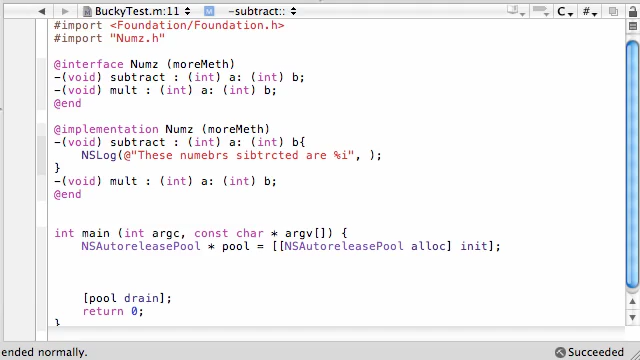 BuckyTest.m:11 M -subtract:: C #
#import <Foundation/Foundation.h>
#import "Numz.h"
@interface Numz (moreMeth)
-(void) subtract : (int) a: (int) b;
-(void) mult : (int) a: (int) b;
@end
@implementation Numz (moreMeth)
-(void) subtract : (int) a: (int) b{
NSLog(@"These numebrs sibtrcted are %i", );
}
-(void) mult : (int) a: (int) b;
@end
int main (int argc, const char * argv[]) {
NSAutoreleasePool * pool = [[NSAutoreleasePool alloc] init];
[pool drain];
return 0;
}
ended normally. Succeeded